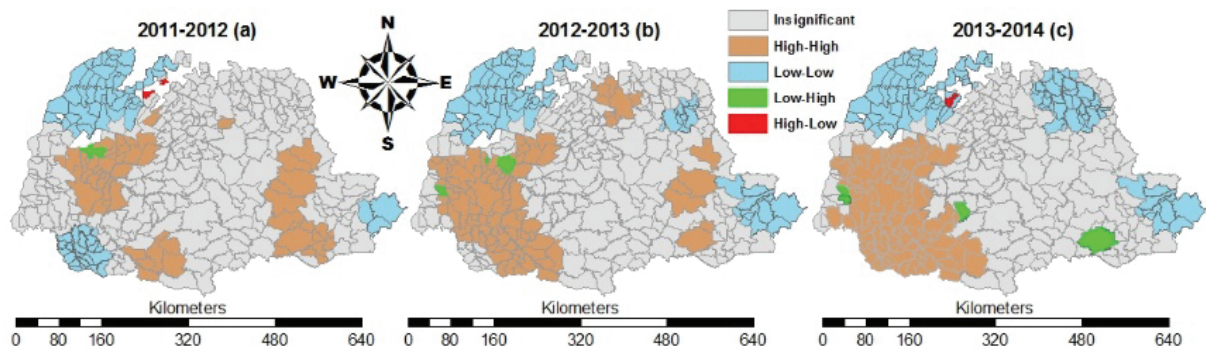 2011-2012 (a)
2012-2013 (b)
2013-2014 (c)
N
W
E
S
Insignificant
High-High
Low-Low
Low-High
High-Low
Kilometers
0 80 160 320 480 640
Kilometers
0 80 160 320 480 640
Kilometers
0 80 160 320 480 640